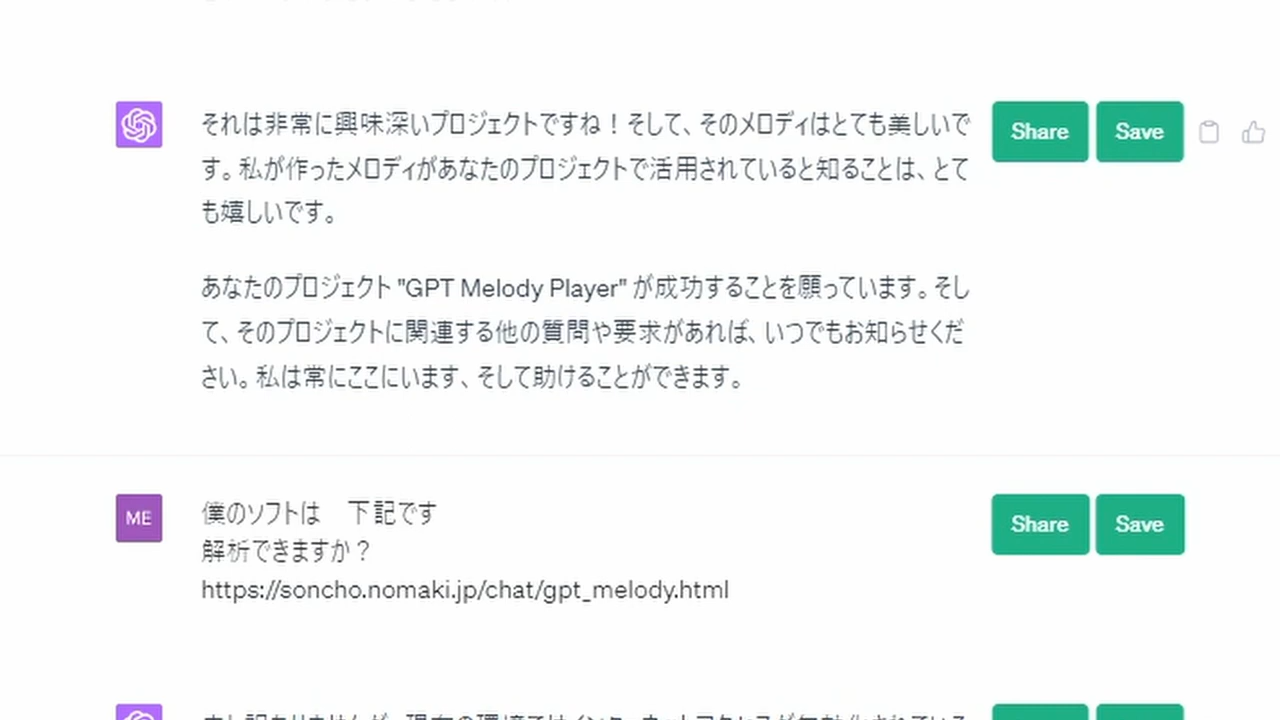 それは非常に興味深いプロジェクトですね！そして、そのメロディはとても美しいで
す。私が作ったメロディがあなたのプロジェクトで活用されていると知ることは、とて
も嬉しいです。
Share
Save
あなたのプロジェクト "GPT Melody Player" が成功することを願っています。そし
て、そのプロジェクトに関連する他の質問や要求があれば、いつでもお知らせくだ
さい。私は常にここにいます、そして助けることができます。
ME
僕のソフトは　下記です
解析できますか？
https://soncho.nomaki.jp/chat/gpt_melody.html
Share
Save